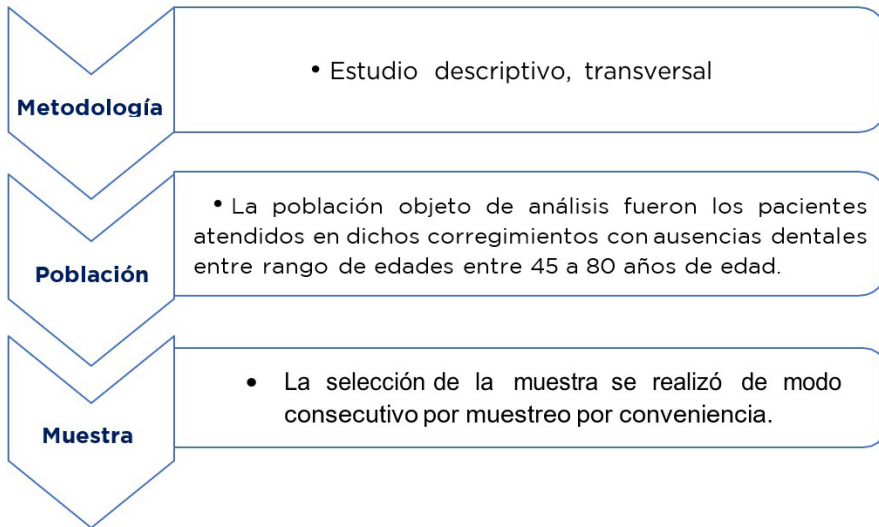 Metodología
• Estudio descriptivo, transversal
Población
• La población objeto de análisis fueron los pacientes
atendidos en dichos corregimientos con ausencias dentales
entre rango de edades entre 45 a 80 años de edad.
Muestra
• La selección de la muestra se realizó de modo
consecutivo por muestreo por conveniencia.